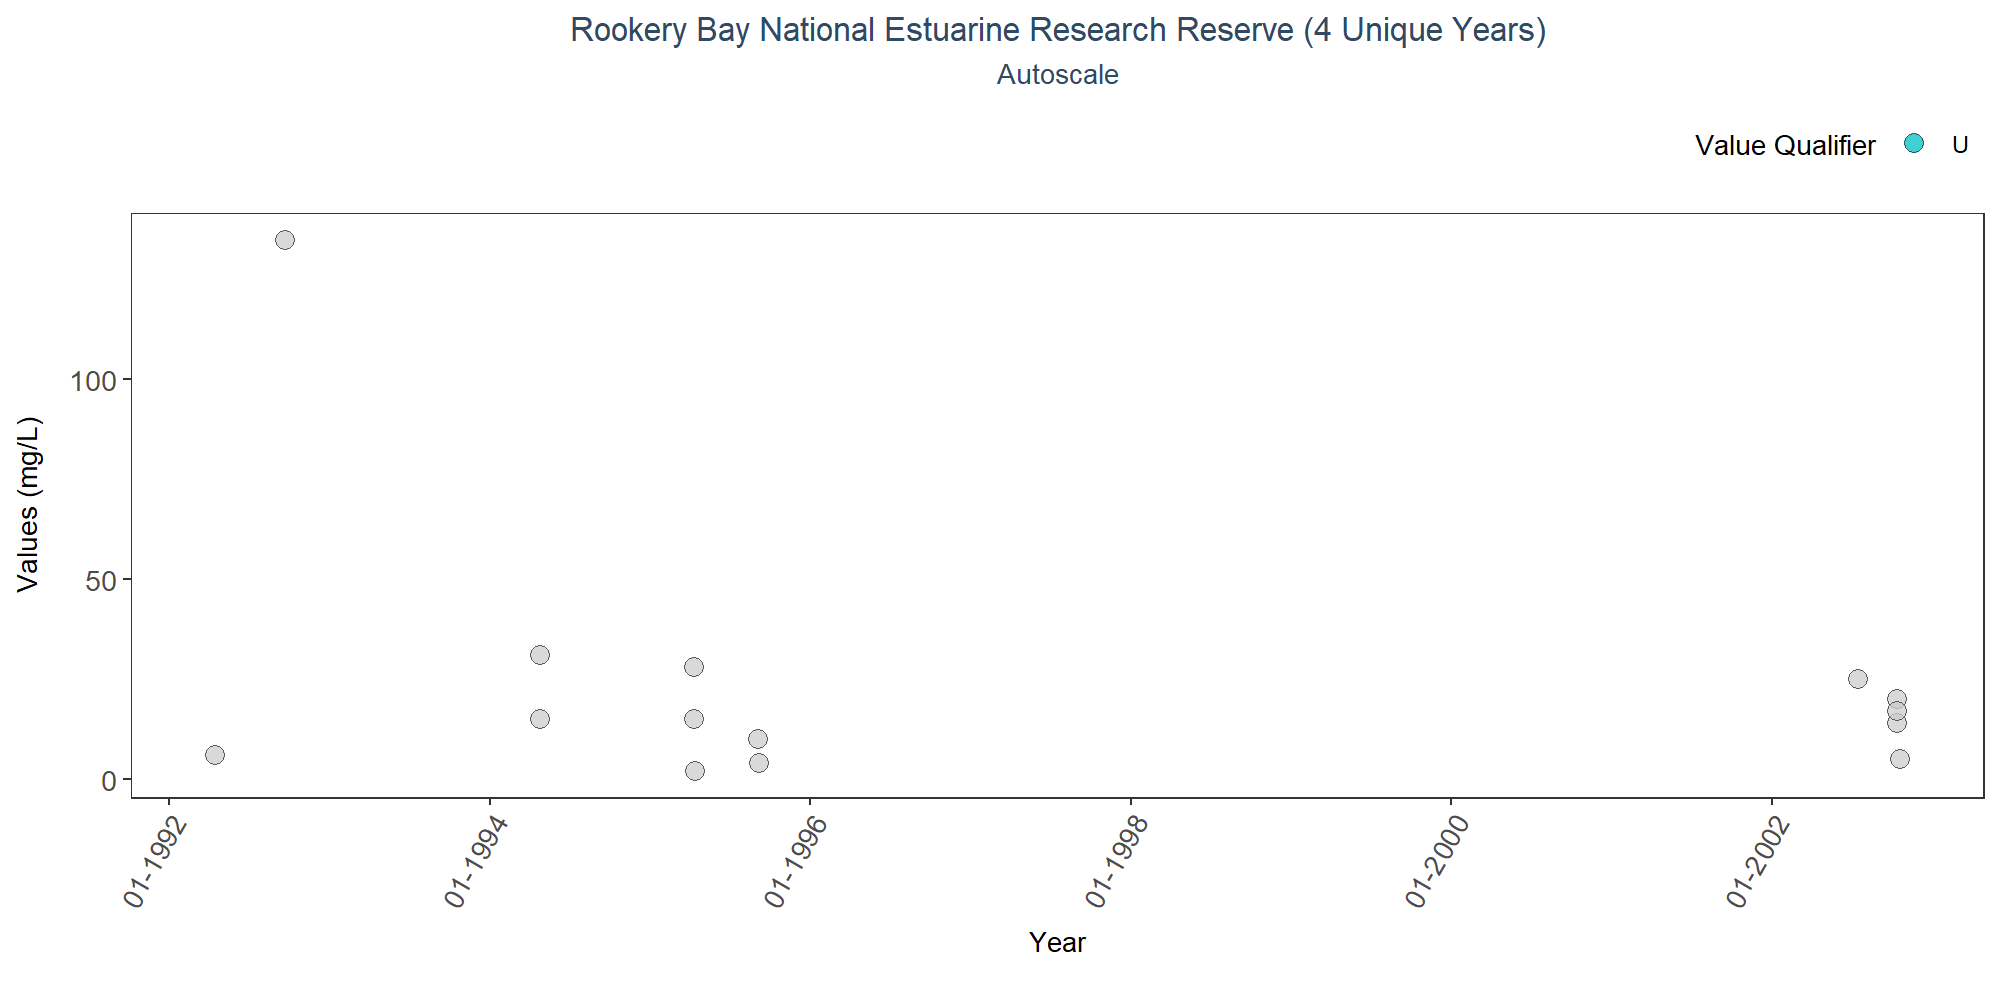 Rookery Bay National Estuarine Research Reserve (4 Unique Years)
Autoscale
Value Qualifier U
Values (mg/L)
100
50
0
01-1992 01-1994 01-1996 01-1998 01-2000 01-2002
Year